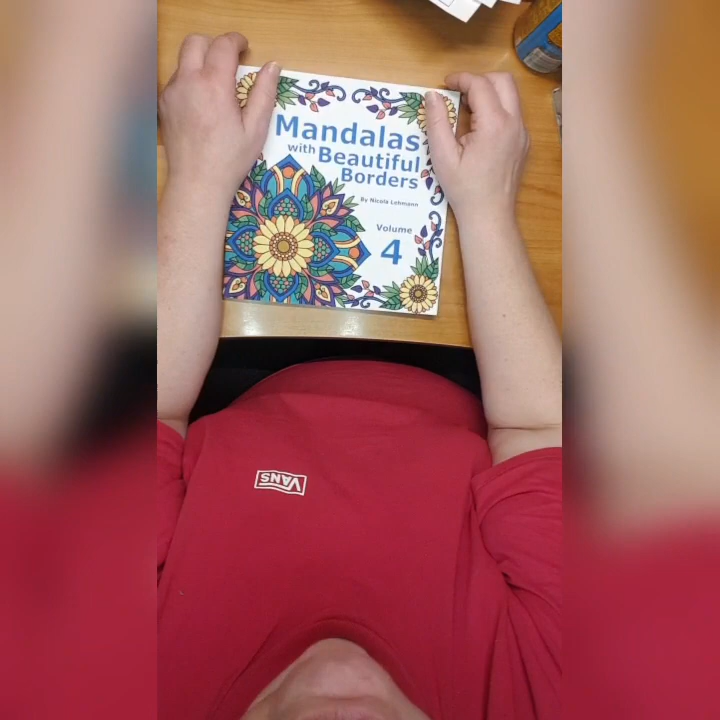 Mandalas
with Beautiful
Borders
By Nicola Lehmann
Volume
4
VANS